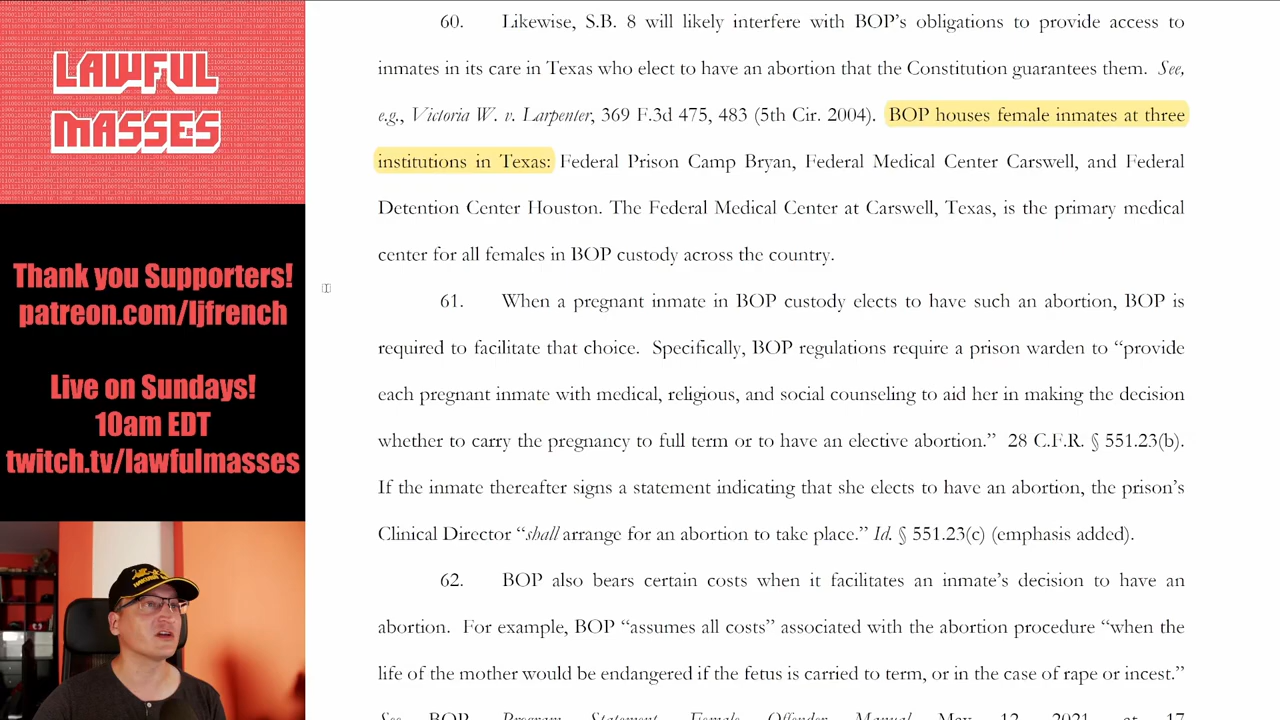 LAWFUL
MASSES
Thank you Supporters!
patreon.com/ljfrench
Live on Sundays!
10am EDT
twitch.tv/lawfulmasses
60. Likewise, S.B. 8 will likely interfere with BOP’s obligations to provide access to
inmates in its care in Texas who elect to have an abortion that the Constitution guarantees them. See,
e.g., Victoria W. v. Larpenter, 369 F.3d 475, 483 (5th Cir. 2004). BOP houses female inmates at three
institutions in Texas: Federal Prison Camp Bryan, Federal Medical Center Carswell, and Federal
Detention Center Houston. The Federal Medical Center at Carswell, Texas, is the primary medical
center for all females in BOP custody across the country.
61. When a pregnant inmate in BOP custody elects to have such an abortion, BOP is
required to facilitate that choice. Specifically, BOP regulations require a prison warden to “provide
each pregnant inmate with medical, religious, and social counseling to aid her in making the decision
whether to carry the pregnancy to full term or to have an elective abortion.” 28 C.F.R. § 551.23(b).
If the inmate thereafter signs a statement indicating that she elects to have an abortion, the prison’s
Clinical Director “shall arrange for an abortion to take place.” Id. § 551.23(c) (emphasis added).
62. BOP also bears certain costs when it facilitates an inmate’s decision to have an
abortion. For example, BOP “assumes all costs” associated with the abortion procedure “when the
life of the mother would be endangered if the fetus is carried to term, or in the case of rape or incest.”
See BOP Program Statement Female Offender Manual May 12 2021 at 17